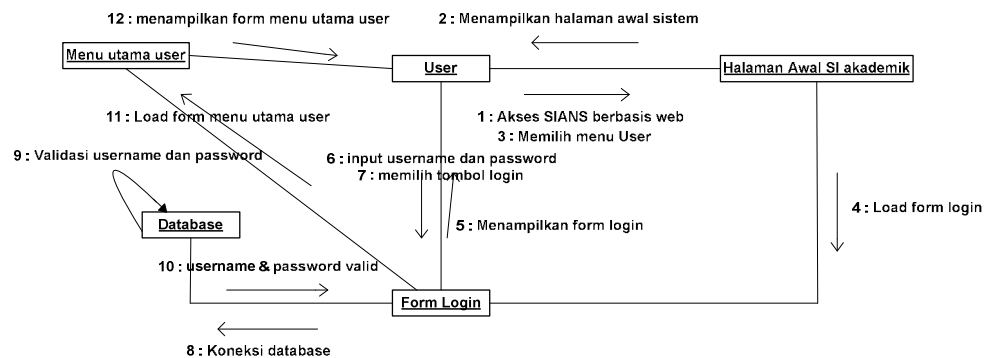 12 : menampilkan form menu utama user
2 : Menampilkan halaman awal sistem
Menu utama user
User
Halaman Awal SI akademik
11 : Load form menu utama user
1 : Akses SIANS berbasis web
3 : Memilih menu User
9 : Validasi username dan password
6 : input username dan password
7 : memilih tombol login
4 : Load form login
Database
5 : Menampilkan form login
10 : username & password valid
Form Login
8 : Koneksi database